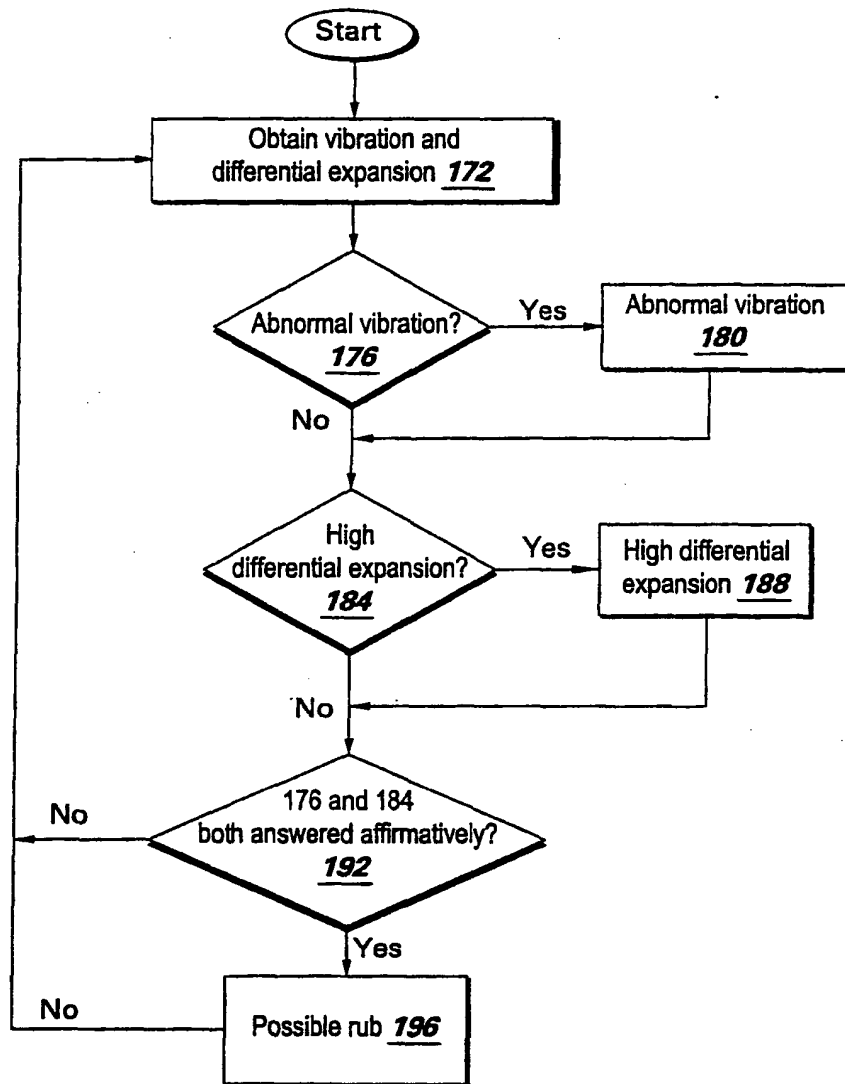 Start
Obtain vibration and
differential expansion 172
Abnormal vibration?
176
Yes
Abnormal vibration
180
No
High
differential expansion?
184
Yes
High differential
expansion 188
No
176 and 184
both answered affirmatively?
192
No
Yes
Possible rub 196
No